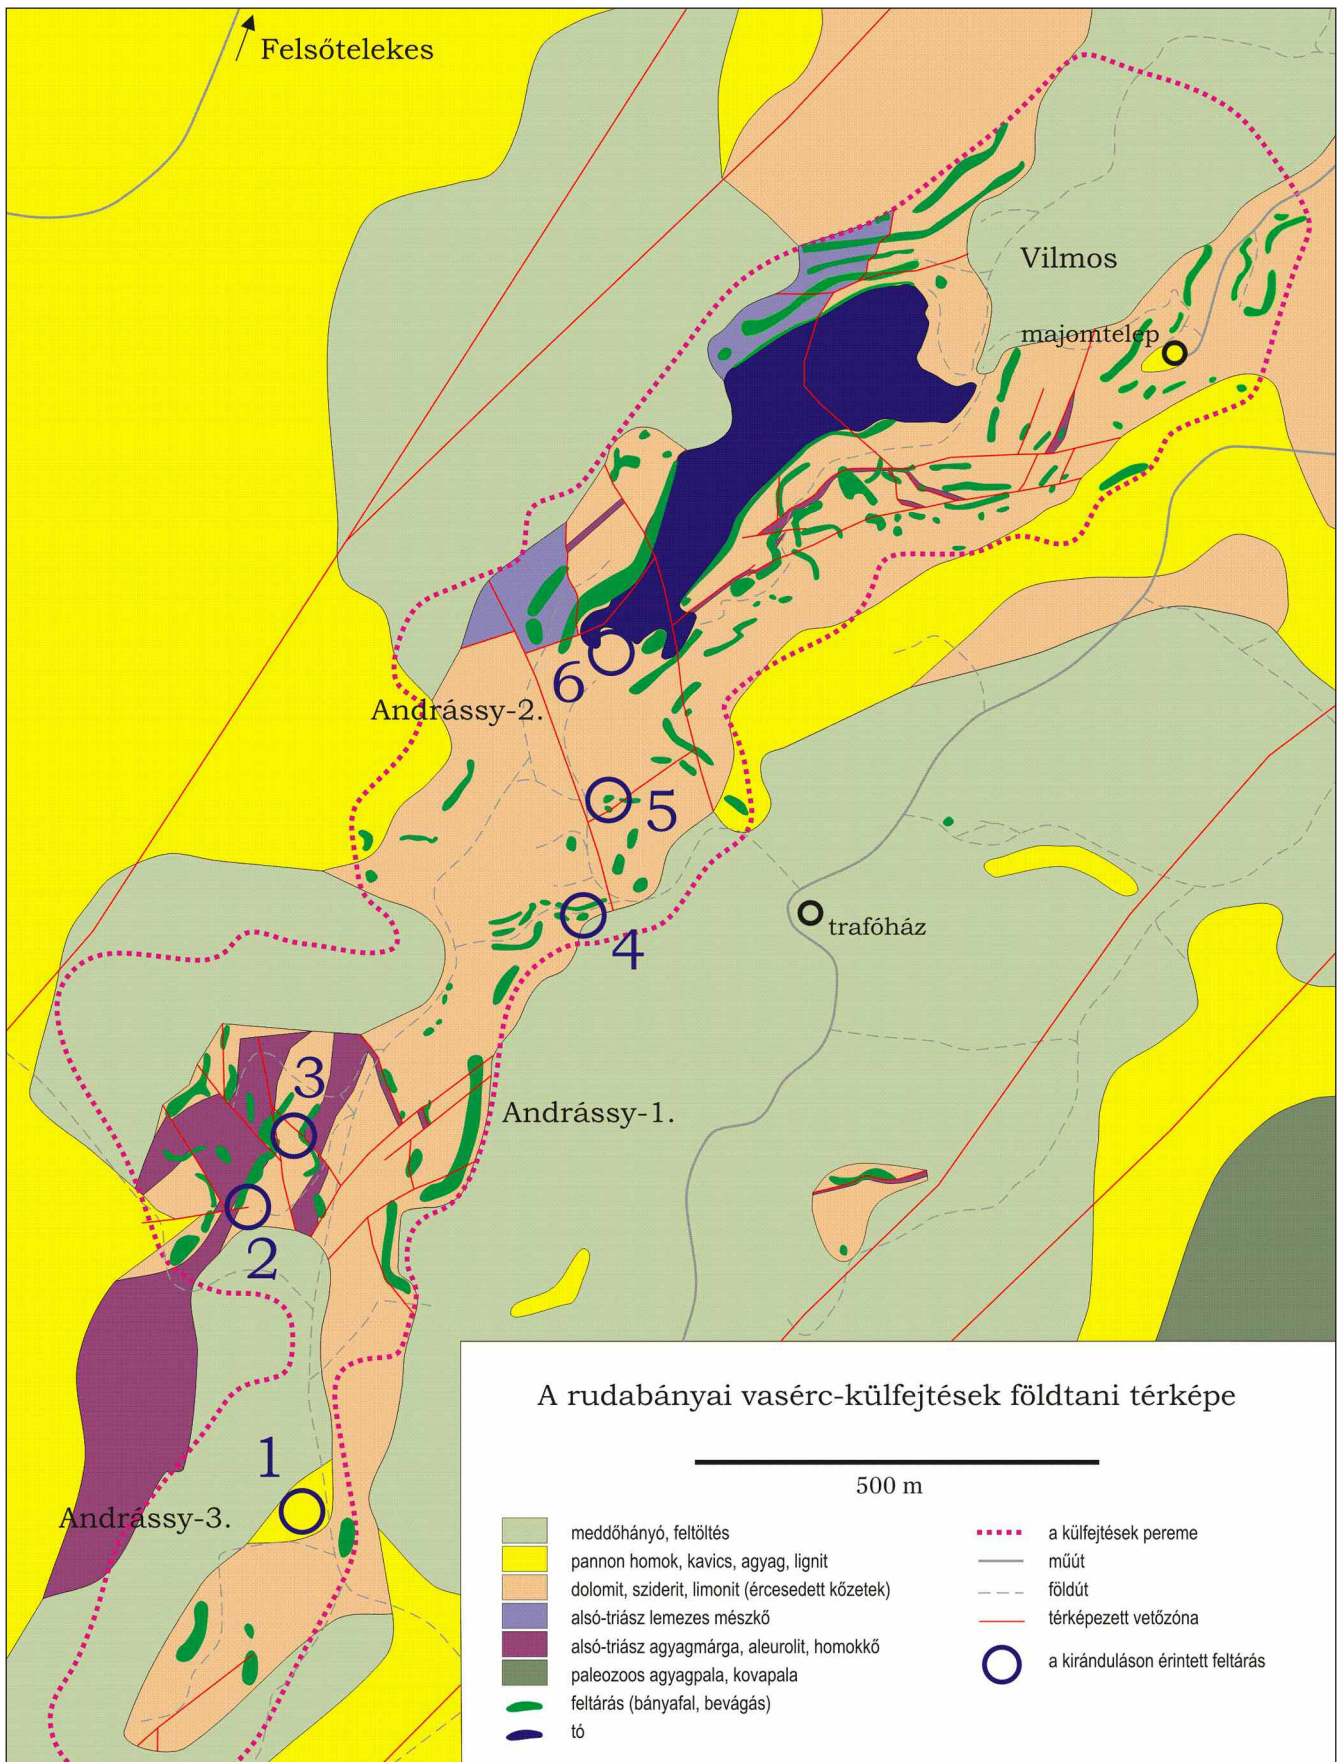 Felsőtelekes
Vilmos
majomtelep
6
Andrássy-2.
5
trafóház
4
3
Andrássy-1.
2
1
Andrássy-3.
A rudabányai vasérc-külfejtések földtani térképe
500 m
meddőhányó, feltöltés
pannon homok, kavics, agyag, lignit
dolomit, sziderit, limonit (ércesedett kőzetek)
alsó-triász lemezes mészkő
alsó-triász agyagmárga, aleurolit, homokkő
paleozoos agyagpala, kovapala
feltárás (bányafal, bevágás)
tó
a külfejtések pereme
műút
földút
térképezett vetőzóna
a kiránduláson érintett feltárás